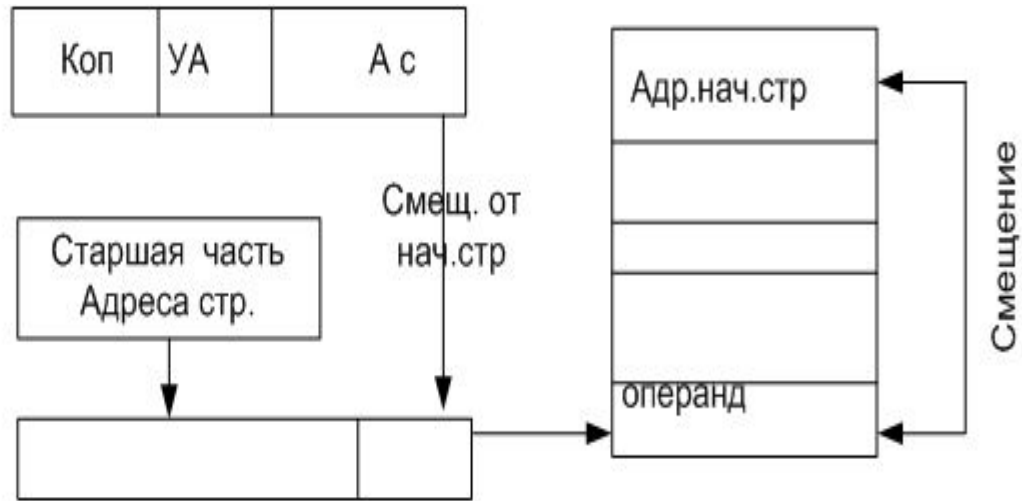 Коп УА А с
Адр.нач.стр
Смещ. от
нач.стр
Старшая часть
Адреса стр.
операнд
Смещение